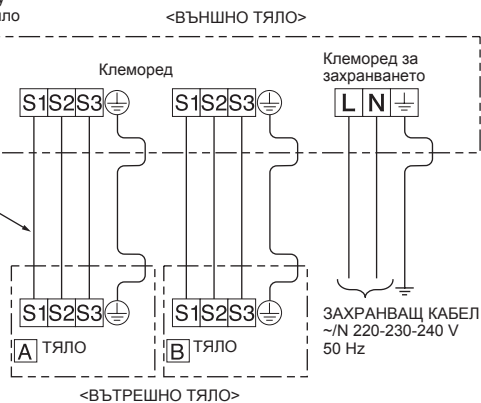 ло
<ВЪНШНО ТЯЛО>
Клеморед
Клеморед за
захранването
S1 S2 S3
S1 S2 S3
L N
S1 S2 S3
S1 S2 S3
A ТЯЛО
B ТЯЛО
ЗАХРАНВАЩ КАБЕЛ
~/N 220-230-240 V
50 Hz
<ВЪТРЕШНО ТЯЛО>